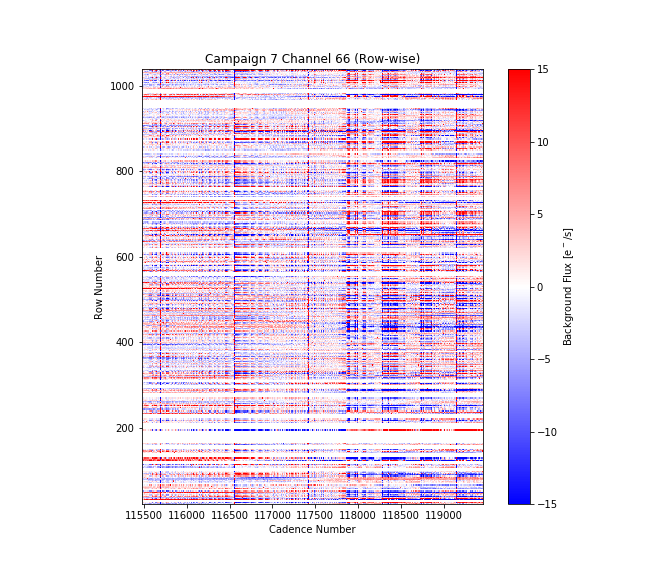 Campaign 7 Channel 66 (Row-wise)
1000
800
600
400
200
Row Number
115500 116000 116500 117000 117500 118000 118500 119000
Cadence Number
15
10
5
0
−5
−10
−15
Background Flux [e⁻/s]